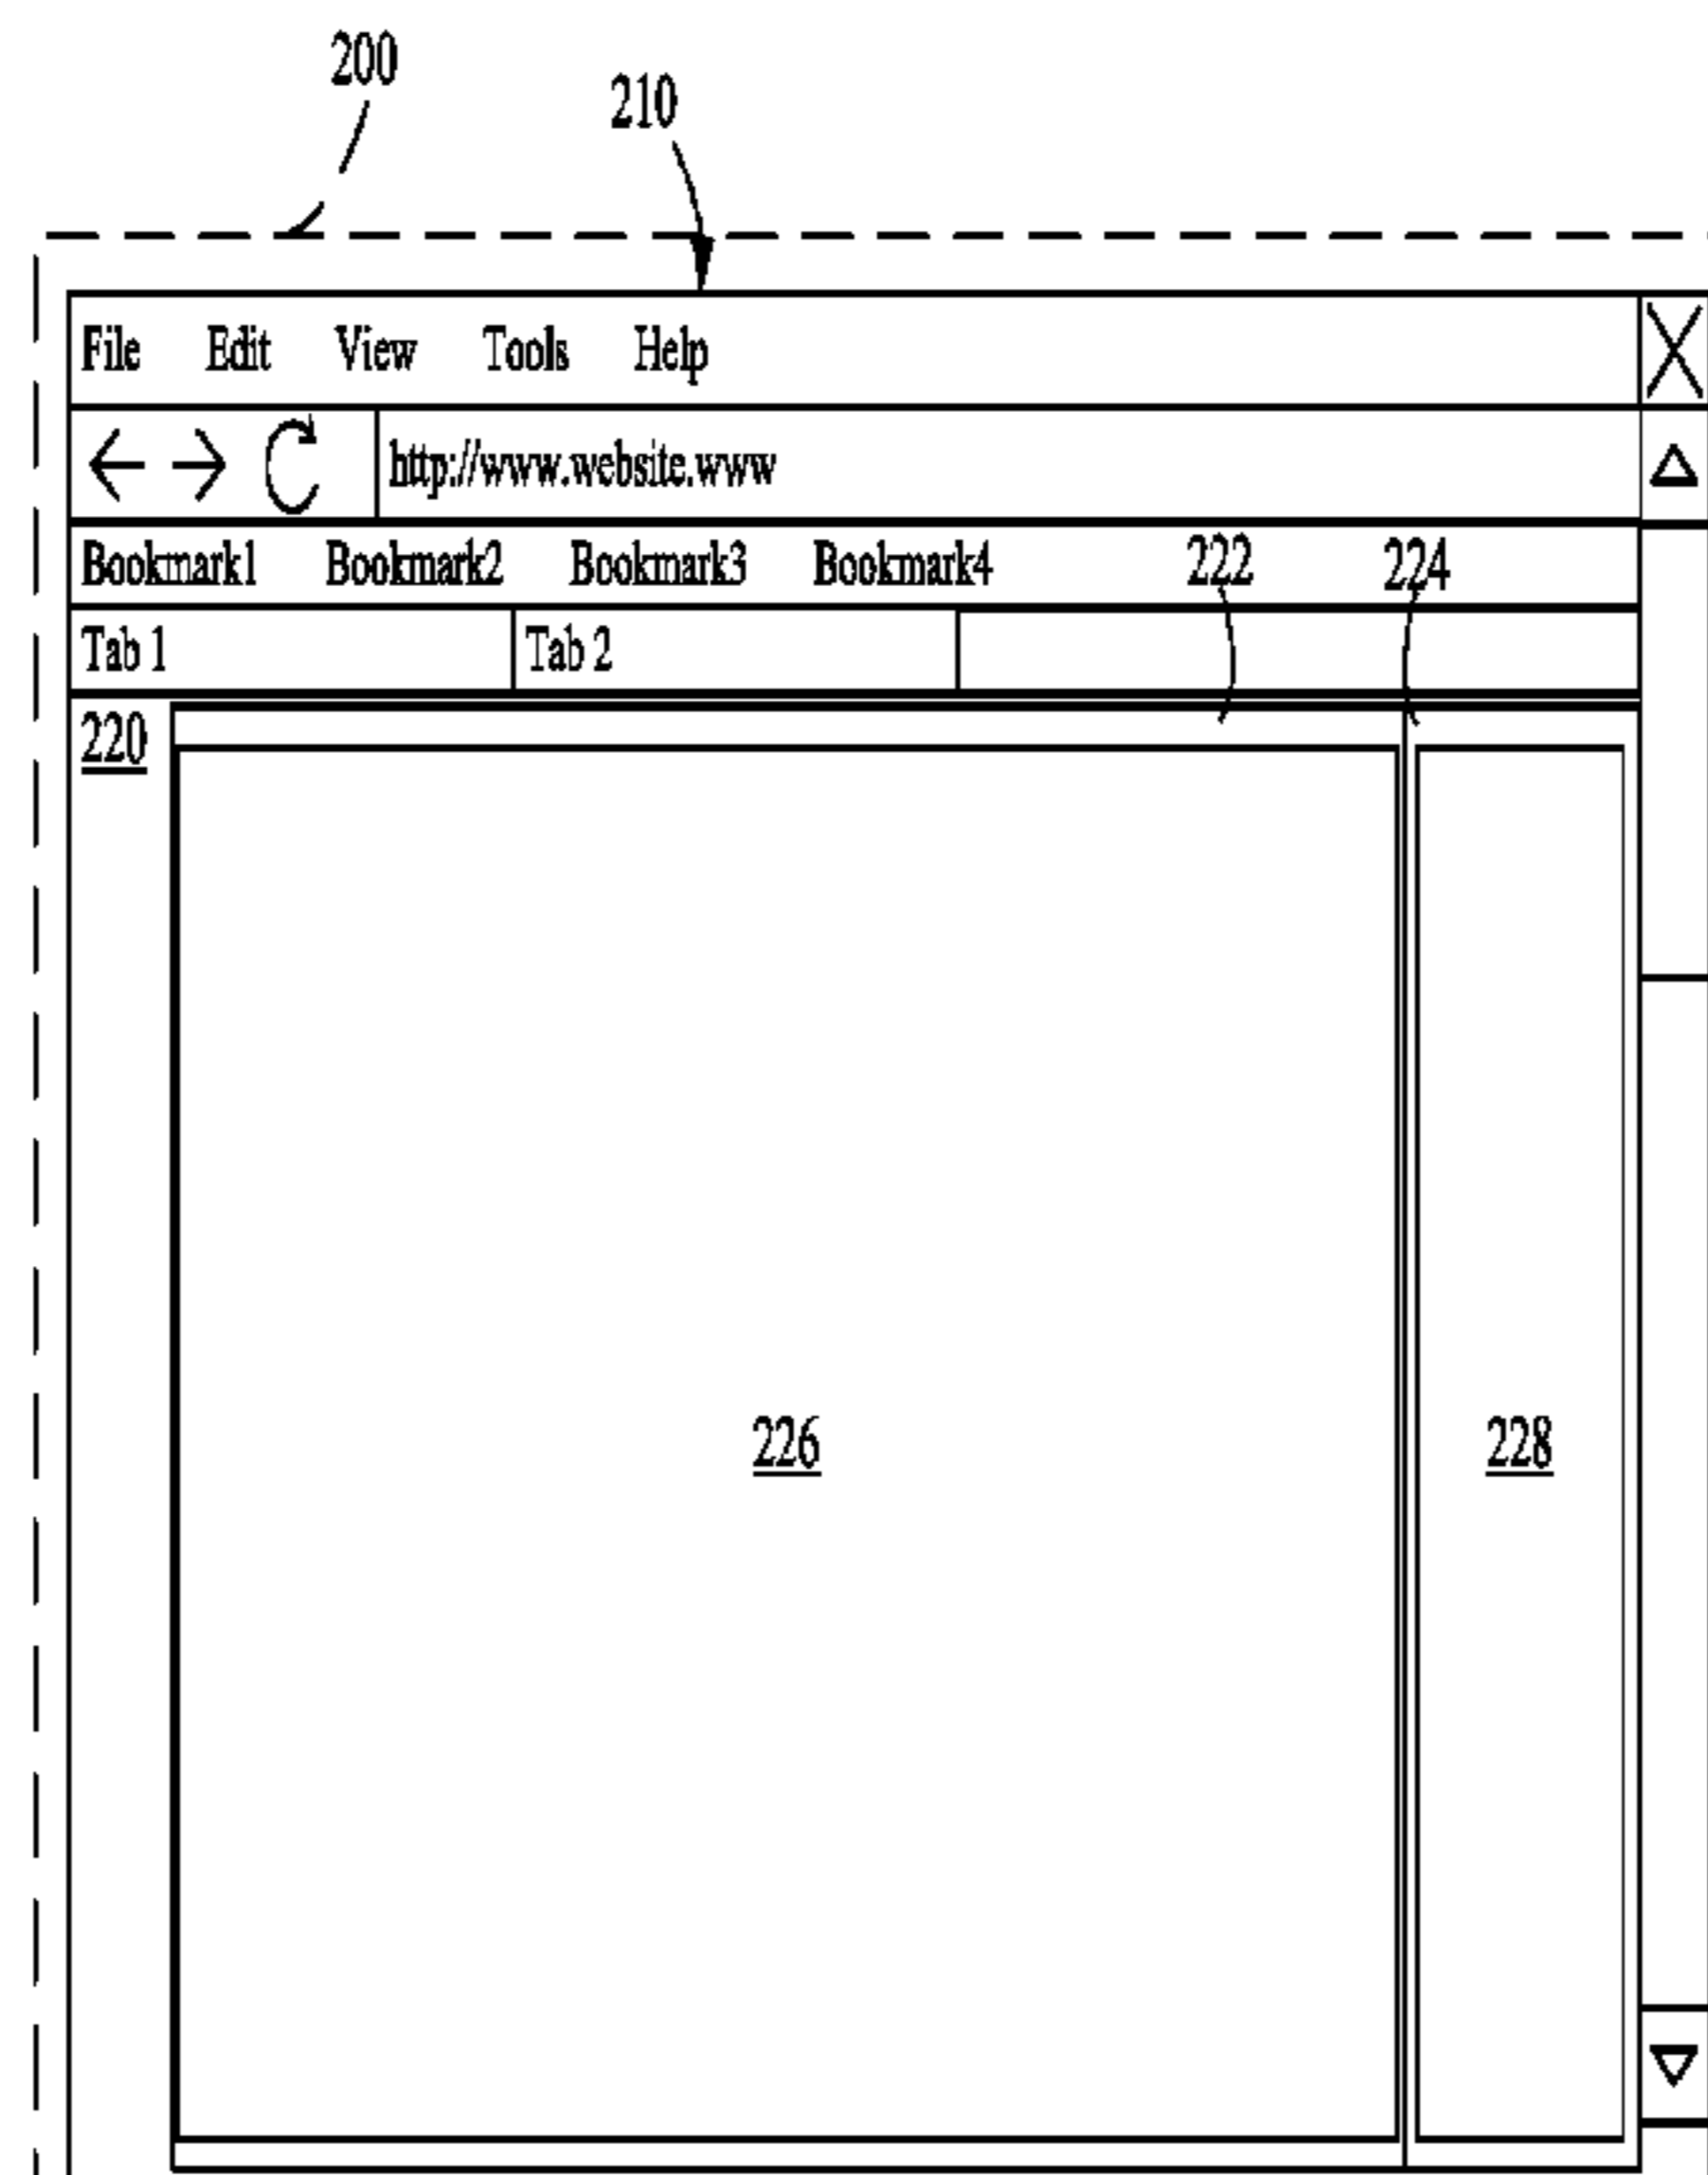 200
210
File Edit View Tools Help
http://www.website.www
Bookmark1 Bookmark2 Bookmark3 Bookmark4 222 224
Tab 1 Tab 2
220
226 228